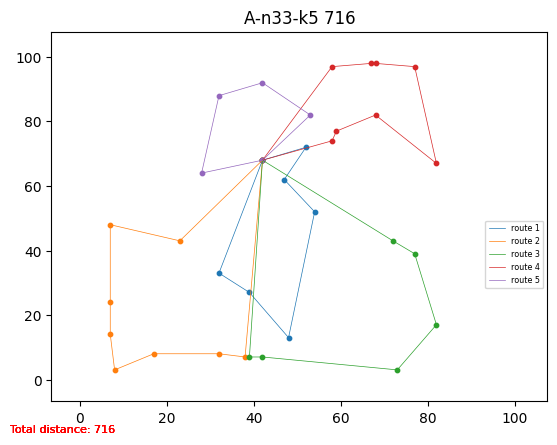 A-n33-k5 716
100
80
60
40
20
0
0 20 40 60 80 100
route 1
route 2
route 3
route 4
route 5
Total distance: 716